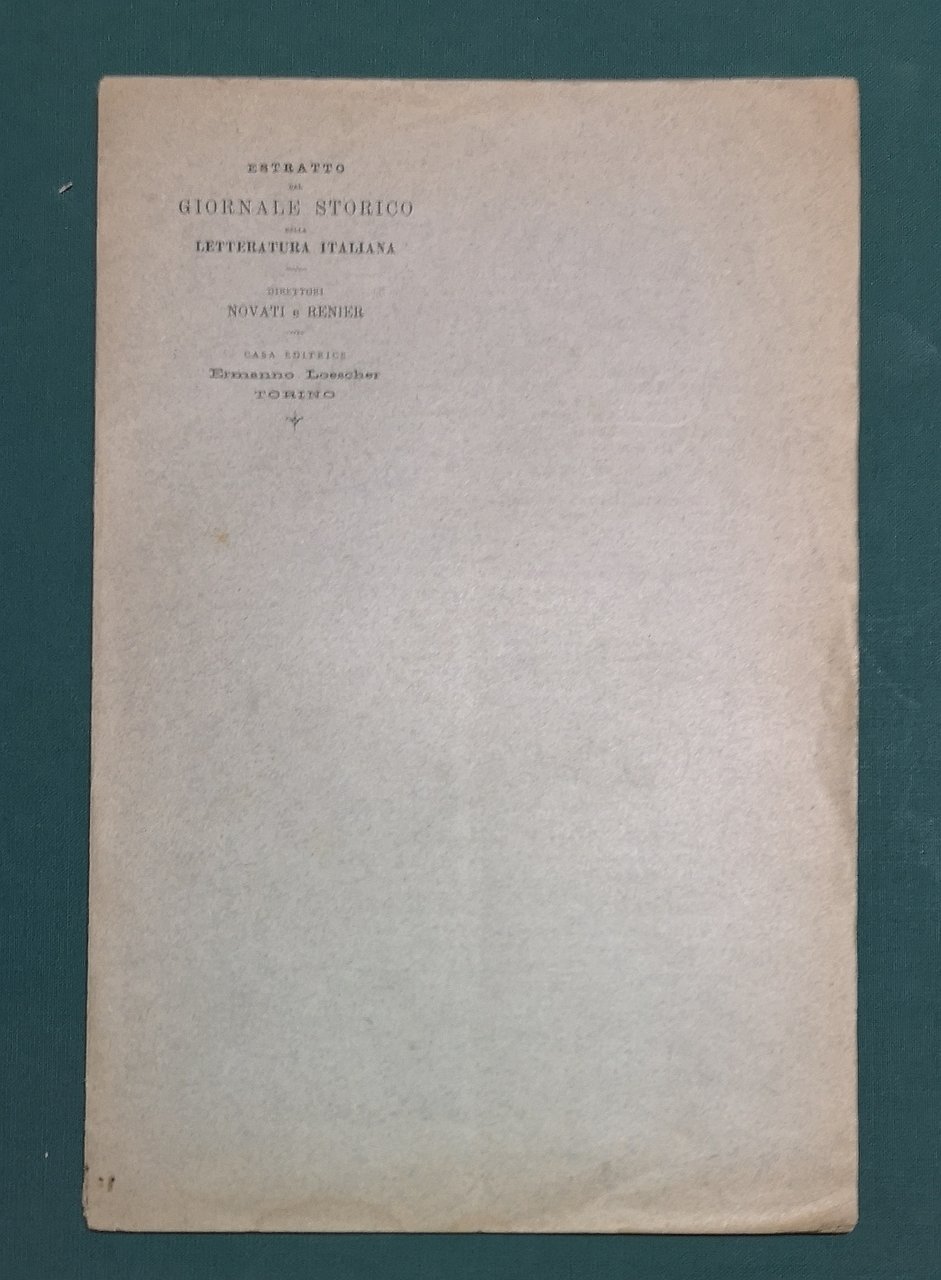 ESTRATTO
DAL
GIORNALE STORICO
DELLA
LETTERATURA ITALIANA
DIRETTORI
NOVATI e RENIER
CASA EDITRICE
Ermanno Loescher
TORINO